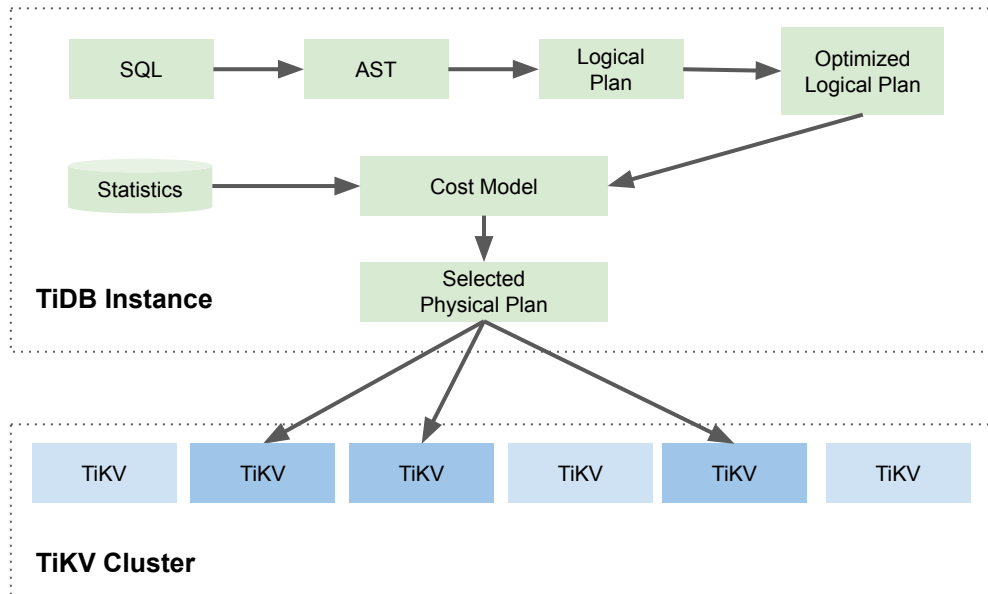 SQL
AST
Logical
Plan
Optimized
Logical Plan
Statistics
Cost Model
Selected
Physical Plan
TiDB Instance
TiKV
TiKV
TiKV
TiKV
TiKV
TiKV
TiKV Cluster